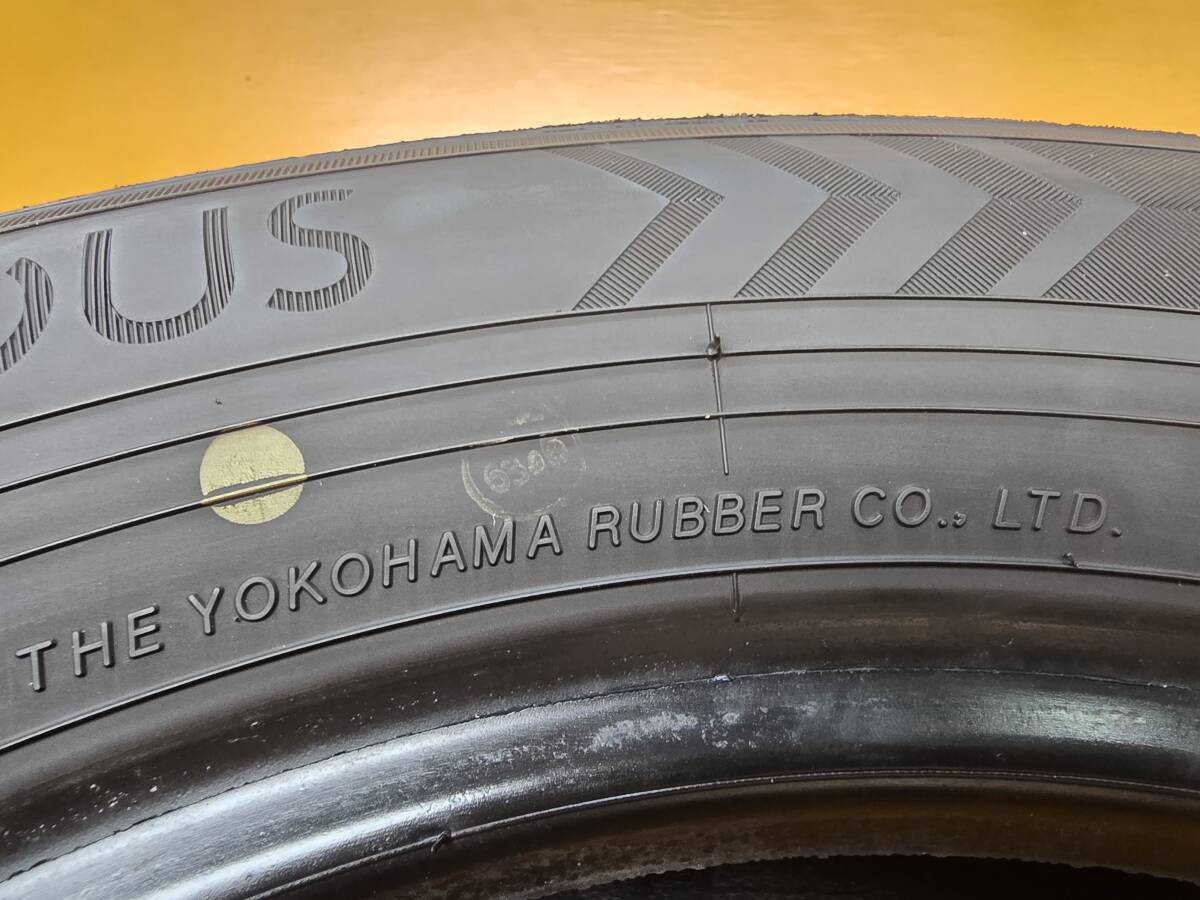 OUS
THE YOKOHAMA RUBBER CO., LTD.